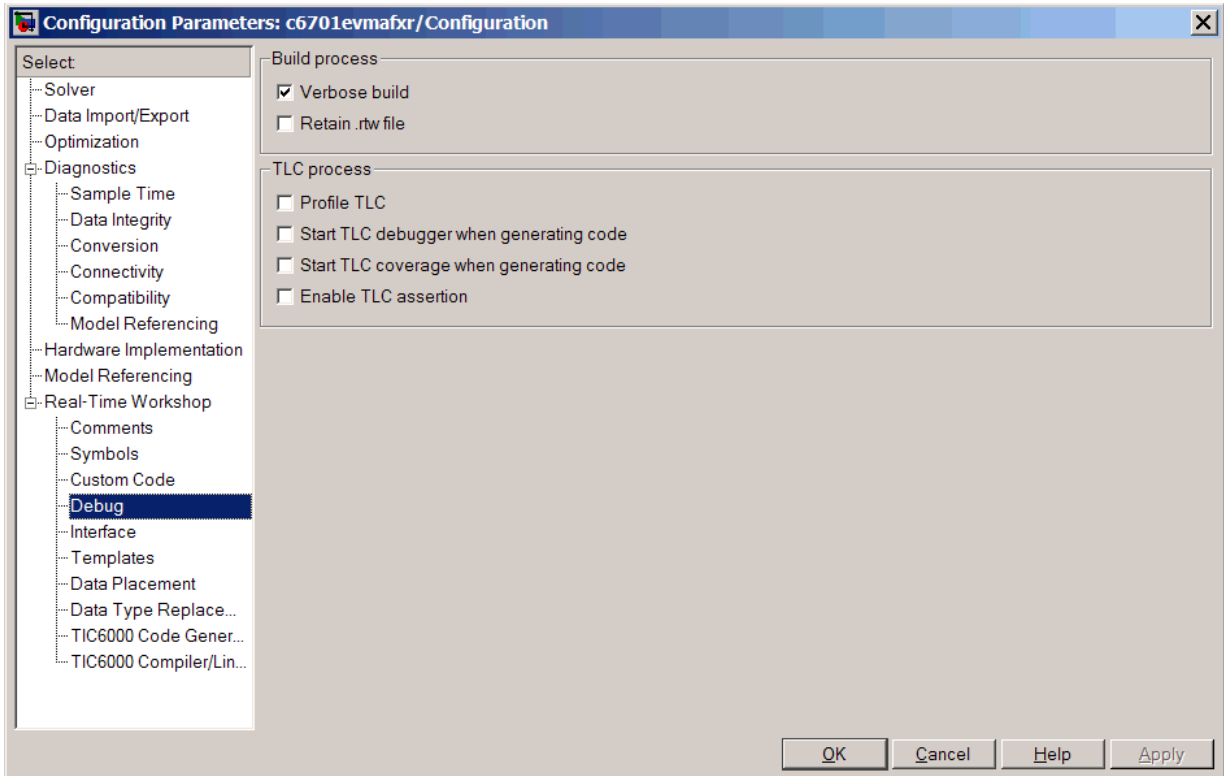 Configuration Parameters: c6701evmafxr/Configuration
Select:
Solver
Data Import/Export
Optimization
Diagnostics
Sample Time
Data Integrity
Conversion
Connectivity
Compatibility
Model Referencing
Hardware Implementation
Model Referencing
Real-Time Workshop
Comments
Symbols
Custom Code
Debug
Interface
Templates
Data Placement
Data Type Replace...
TIC6000 Code Gener...
TIC6000 Compiler/Lin...
Build process
Verbose build
Retain .rtw file
TLC process
Profile TLC
Start TLC debugger when generating code
Start TLC coverage when generating code
Enable TLC assertion
OK Cancel Help Apply